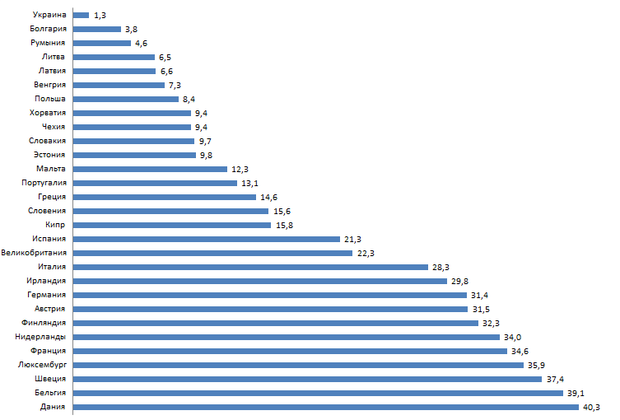 Украина 1,3
Болгария 3,8
Румыния 4,6
Литва 6,5
Латвия 6,6
Венгрия 7,3
Польша 8,4
Хорватия 9,4
Чехия 9,4
Словакия 9,7
Эстония 9,8
Мальта 12,3
Португалия 13,1
Греция 14,6
Словения 15,6
Кипр 15,8
Испания 21,3
Великобритания 22,3
Италия 28,3
Ирландия 29,8
Германия 31,4
Австрия 31,5
Финляндия 32,3
Нидерланды 34,0
Франция 34,6
Люксембург 35,9
Швеция 37,4
Бельгия 39,1
Дания 40,3